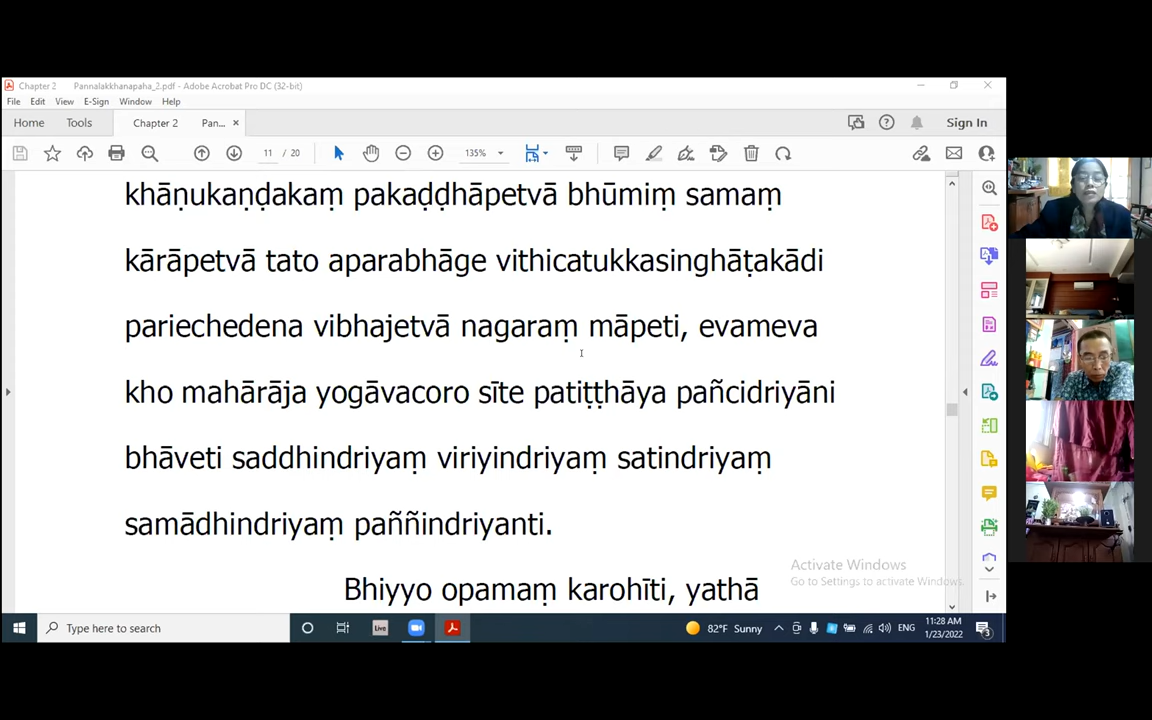 Chapter 2 Pannalakkhanapaha_2.pdf - Adobe Acrobat Pro DC (32-bit)
File Edit View E-Sign Window Help
Home Tools Chapter 2 Pan... × Sign In
11 / 20 135%
khāṇukaṇḍakaṃ pakaḍḍhāpetvā bhūmiṃ samaṃ
kārāpetvā tato aparabhāge vithicatukkasinghāṭakādi
pariechedena vibhajetvā nagaraṃ māpeti, evameva
kho mahārāja yogāvacoro sīte patiṭṭhāya pañcidriyāni
bhāveti saddhindriyaṃ viriyindriyaṃ satindriyaṃ
samādhindriyaṃ paññindriyanti.
Bhiyyo opamaṃ karohīti, yathā
Activate Windows
Go to Settings to activate Windows.
Type here to search Live 82°F Sunny ENG 11:28 AM
1/23/2022 3